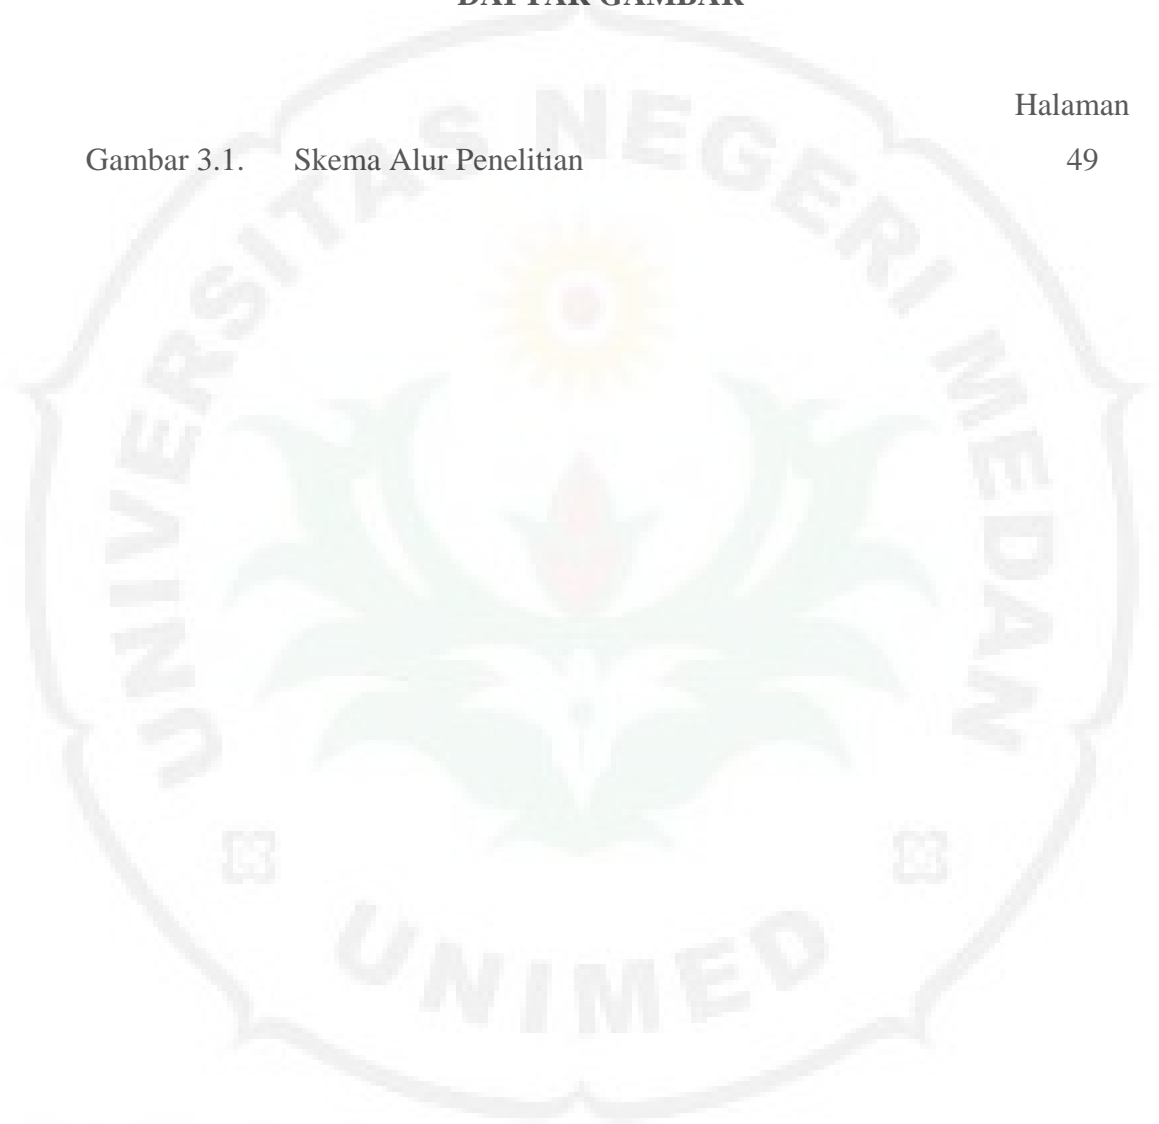 DAFTAR GAMBAR
Halaman
Gambar 3.1. Skema Alur Penelitian 49
UNIVERSITAS NEGERI MEDAN
UNIMED